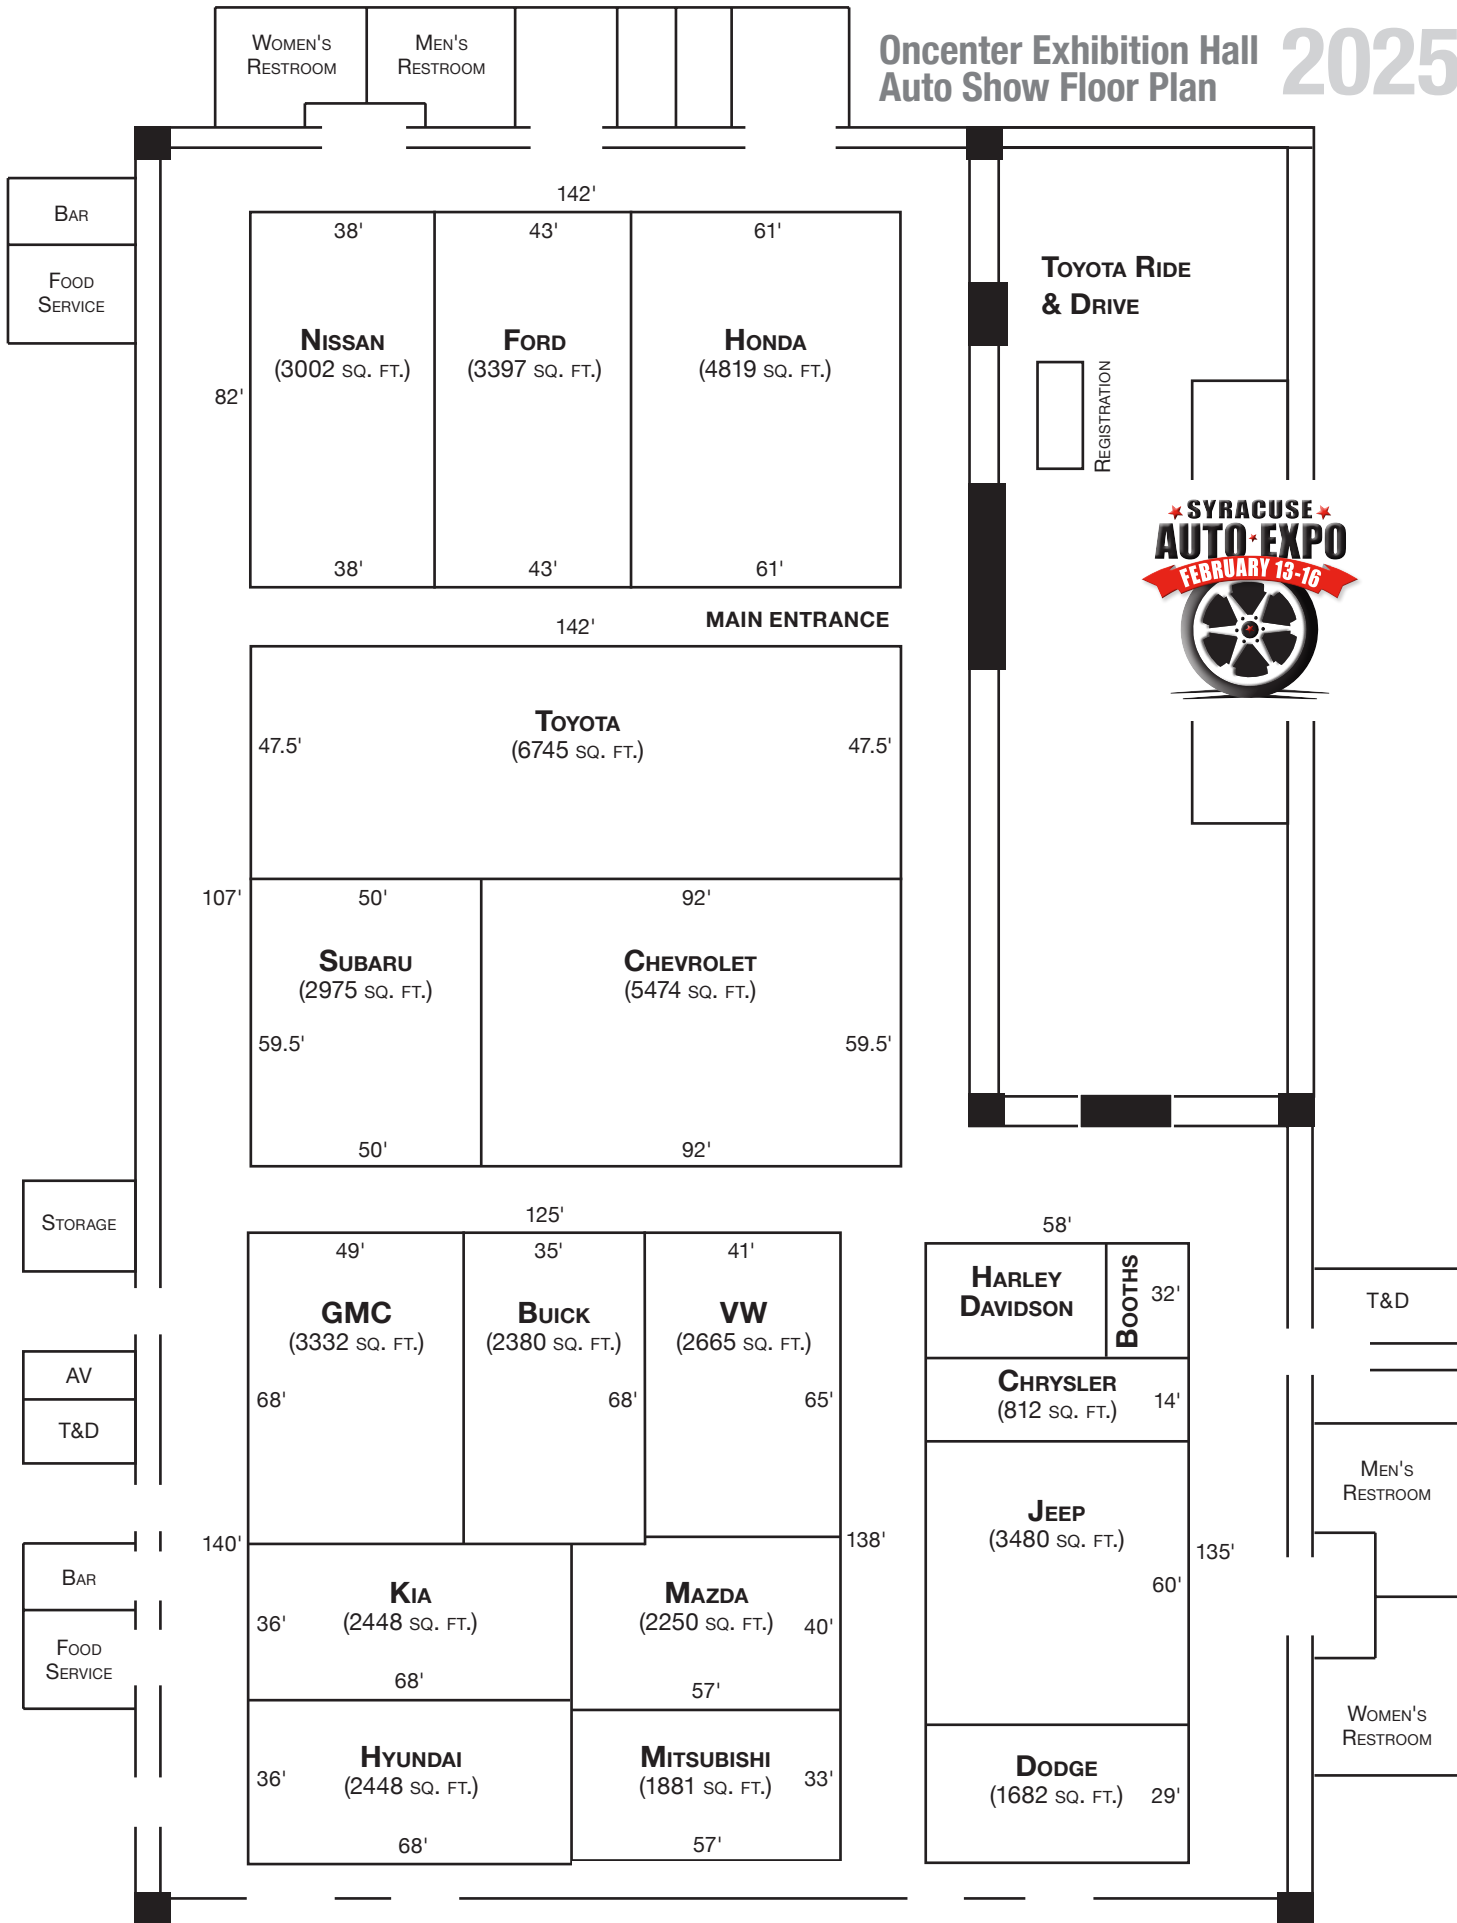 Oncenter Exhibition Hall
Auto Show Floor Plan
2025
WOMEN'S
RESTROOM
MEN'S
RESTROOM
BAR
FOOD
SERVICE
142'
38'
43'
61'
NISSAN
(3002 SQ. FT.)
FORD
(3397 SQ. FT.)
HONDA
(4819 SQ. FT.)
82'
38'
43'
61'
TOYOTA RIDE
& DRIVE
REGISTRATION
SYRACUSE
AUTO EXPO
FEBRUARY 13-16
MAIN ENTRANCE
142'
TOYOTA
(6745 SQ. FT.)
47.5'
47.5'
107'
50'
92'
SUBARU
(2975 SQ. FT.)
CHEVROLET
(5474 SQ. FT.)
59.5'
59.5'
50'
92'
STORAGE
AV
T&D
BAR
FOOD
SERVICE
125'
49'
35'
41'
GMC
(3332 SQ. FT.)
BUICK
(2380 SQ. FT.)
VW
(2665 SQ. FT.)
68'
68'
65'
140'
138'
KIA
(2448 SQ. FT.)
36'
68'
MAZDA
(2250 SQ. FT.)
40'
57'
HYUNDAI
(2448 SQ. FT.)
36'
68'
MITSUBISHI
(1881 SQ. FT.)
33'
57'
58'
HARLEY
DAVIDSON
BOOTHS
32'
CHRYSLER
(812 SQ. FT.)
14'
JEEP
(3480 SQ. FT.)
60'
135'
DODGE
(1682 SQ. FT.)
29'
T&D
MEN'S
RESTROOM
WOMEN'S
RESTROOM